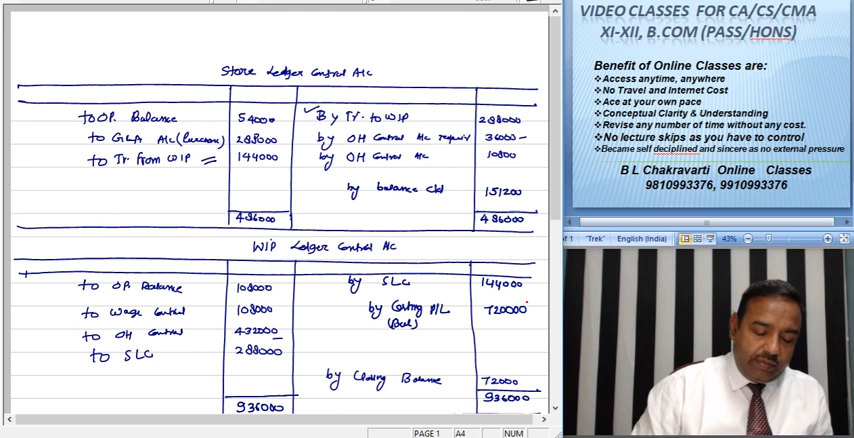 Store Ledger Control A/c
to OP. Balance 54000 By Tr. to WIP 288000
to GLA A/c (Purchase) 288000 by OH Control A/c repair 36000
to Tr. From WIP = 144000 by OH Control A/c 10800
by balance c/d 151200
486000 486000
WIP Ledger Control A/c
to OP Balance 108000 by SLC 144000
to Wage Control 108000 by Costing P/L 720000
(Bal)
to OH Control 432000
to SLC 288000
by Closing Balance 72000
936000 936000
PAGE 1 A4 NUM
VIDEO CLASSES FOR CA/CS/CMA
XI-XII, B.COM (PASS/HONS)
Benefit of Online Classes are:
❖Access anytime, anywhere
❖No Travel and Internet Cost
❖Ace at your own pace
❖Conceptual Clarity & Understanding
❖Revise any number of time without any cost.
❖No lecture skips as you have to control
❖Became self deciplined and sincere as no external pressure
B L Chakravarti Online Classes
9810993376, 9910993376
of 1 "Trek" English (India) 43%